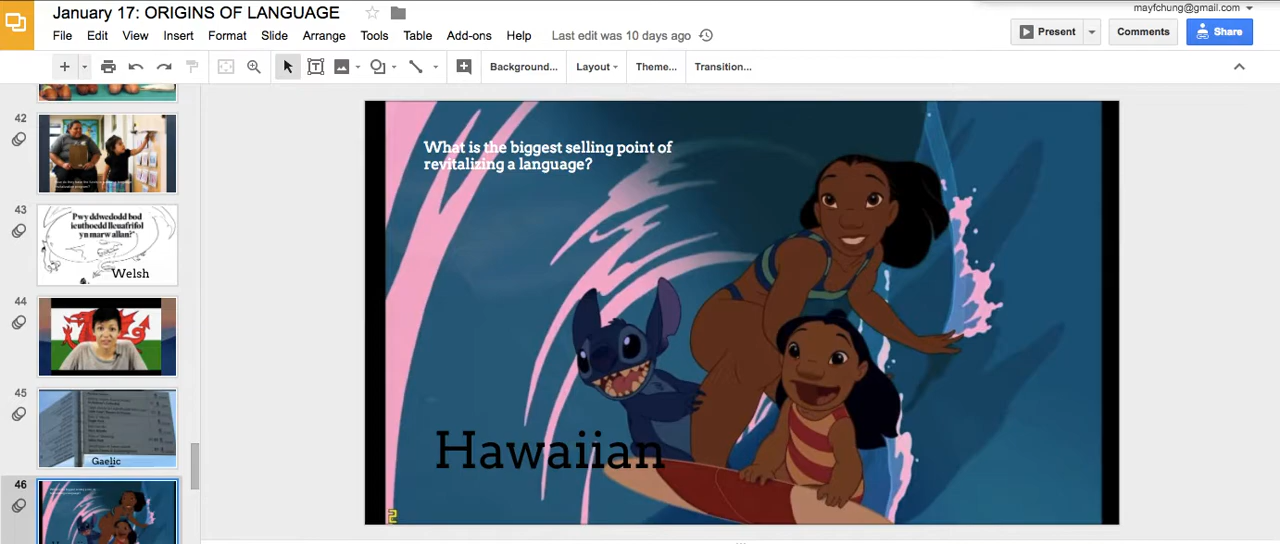 January 17: ORIGINS OF LANGUAGE
mayfchung@gmail.com
File Edit View Insert Format Slide Arrange Tools Table Add-ons Help Last edit was 10 days ago
Present Comments Share
Background... Layout Theme... Transition...
42
43
Pwy ddwedodd bod
ieuthoedd lleuafrifol
yn marw allan?"
Welsh
44
45
Gaelic
46
What is the biggest selling point of
revitalizing a language?
Hawaiian
2